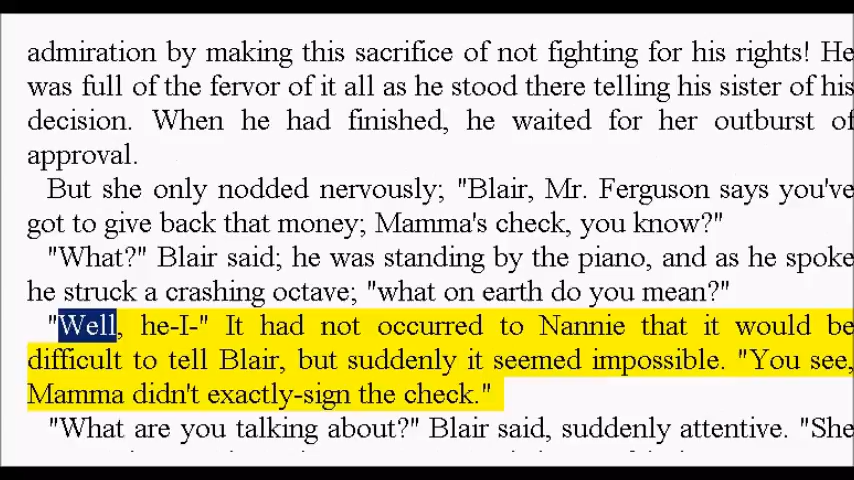 admiration by making this sacrifice of not fighting for his rights! He
was full of the fervor of it all as he stood there telling his sister of his
decision. When he had finished, he waited for her outburst of
approval.
But she only nodded nervously; "Blair, Mr. Ferguson says you've
got to give back that money; Mamma's check, you know?"
"What?" Blair said; he was standing by the piano, and as he spoke
he struck a crashing octave; "what on earth do you mean?"
"Well, he-I-" It had not occurred to Nannie that it would be
difficult to tell Blair, but suddenly it seemed impossible. "You see,
Mamma didn't exactly-sign the check."
"What are you talking about?" Blair said, suddenly attentive. "She